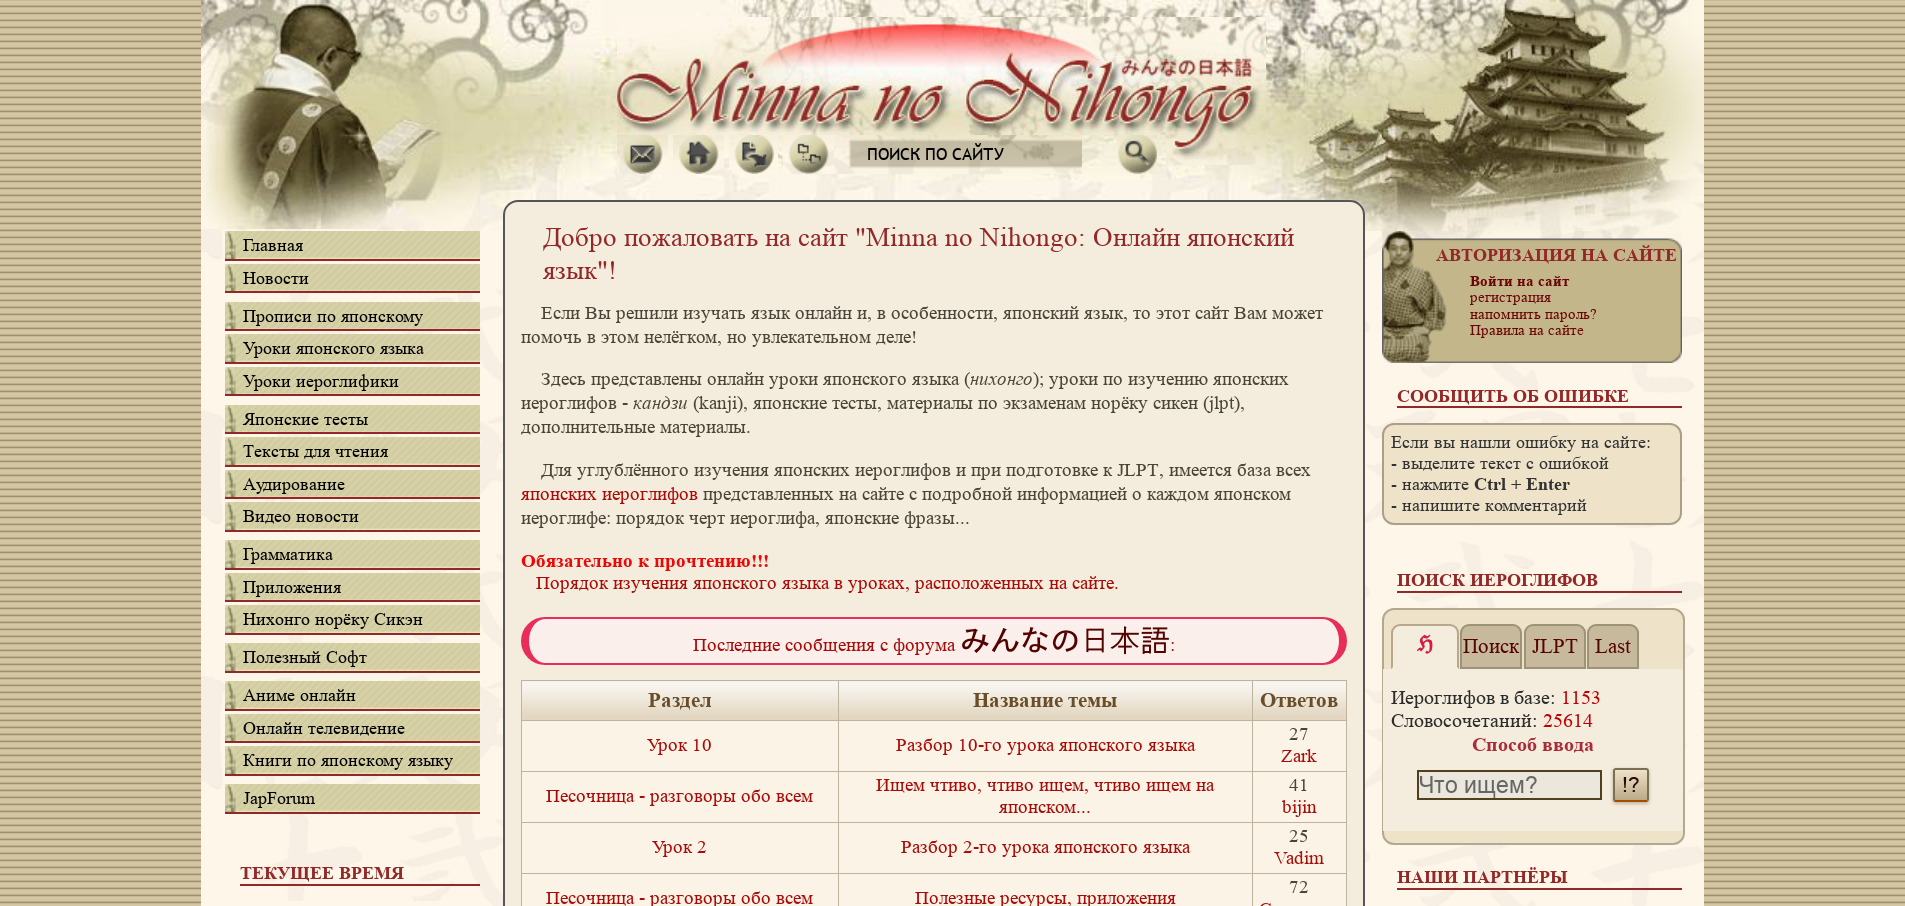 みんなの日本語
Minna no Nihongo
ПОИСК ПО САЙТУ
Главная
Новости
Прописи по японскому
Уроки японского языка
Уроки иероглифики
Японские тесты
Тексты для чтения
Аудирование
Видео новости
Грамматика
Приложения
Нихонго норёку Сикэн
Полезный Софт
Аниме онлайн
Онлайн телевидение
Книги по японскому языку
JapForum
ТЕКУЩЕЕ ВРЕМЯ
Добро пожаловать на сайт "Minna no Nihongo: Онлайн японский
язык"!
Если Вы решили изучать язык онлайн и, в особенности, японский язык, то этот сайт Вам может
помочь в этом нелёгком, но увлекательном деле!
Здесь представлены онлайн уроки японского языка (нихонго); уроки по изучению японских
иероглифов - кандзи (kanji), японские тесты, материалы по экзаменам норёку сикен (jlpt),
дополнительные материалы.
Для углублённого изучения японских иероглифов и при подготовке к JLPT, имеется база всех
японских иероглифов представленных на сайте с подробной информацией о каждом японском
иероглифе: порядок черт иероглифа, японские фразы...
Обязательно к прочтению!!!
Порядок изучения японского языка в уроках, расположенных на сайте.
Последние сообщения с форума みんなの日本語:
Раздел Название темы Ответов
Урок 10 Разбор 10-го урока японского языка 27
Zark
Песочница - разговоры обо всем Ищем чтиво, чтиво ищем, чтиво ищем на 41
японском... bijin
Урок 2 Разбор 2-го урока японского языка 25
Vadim
Песочница - разговоры обо всем Полезные ресурсы, приложения 72
АВТОРИЗАЦИЯ НА САЙТЕ
Войти на сайт
регистрация
напомнить пароль?
Правила на сайте
СООБЩИТЬ ОБ ОШИБКЕ
Если вы нашли ошибку на сайте:
- выделите текст с ошибкой
- нажмите Ctrl + Enter
- напишите комментарий
ПОИСК ИЕРОГЛИФОВ
ℌ Поиск JLPT Last
Иероглифов в базе: 1153
Словосочетаний: 25614
Способ ввода
Что ищем? !?
НАШИ ПАРТНЁРЫ